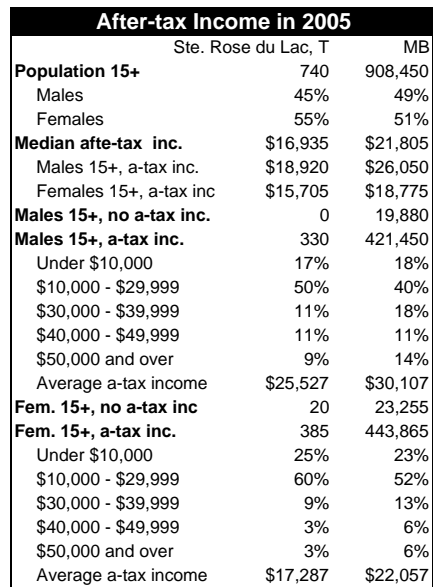 After-tax Income in 2005
Ste. Rose du Lac, T MB
Population 15+ 740 908,450
Males 45% 49%
Females 55% 51%
Median afte-tax inc. $16,935 $21,805
Males 15+, a-tax inc. $18,920 $26,050
Females 15+, a-tax inc $15,705 $18,775
Males 15+, no a-tax inc. 0 19,880
Males 15+, a-tax inc. 330 421,450
Under $10,000 17% 18%
$10,000 - $29,999 50% 40%
$30,000 - $39,999 11% 18%
$40,000 - $49,999 11% 11%
$50,000 and over 9% 14%
Average a-tax income $25,527 $30,107
Fem. 15+, no a-tax inc 20 23,255
Fem. 15+, a-tax inc. 385 443,865
Under $10,000 25% 23%
$10,000 - $29,999 60% 52%
$30,000 - $39,999 9% 13%
$40,000 - $49,999 3% 6%
$50,000 and over 3% 6%
Average a-tax income $17,287 $22,057